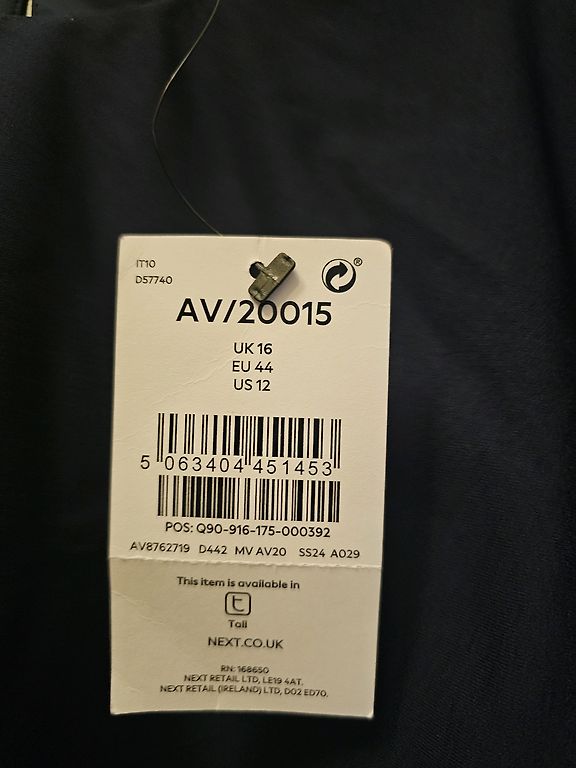 IT10
D57740
®
AV/20015
UK 16
EU 44
US 12
5 063404 451453
POS: Q90-916-175-000392
AV8762719 D442 MV AV20 SS24 A029
This item is available in
t
Tall
NEXT.CO.UK
RN: 168650
NEXT RETAIL LTD, LE19 4AT.
NEXT RETAIL (IRELAND) LTD, D02 ED70.